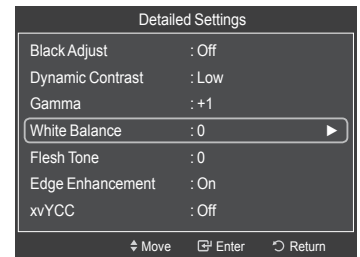 Detailed Settings
Black Adjust : Off
Dynamic Contrast : Low
Gamma : +1
White Balance : 0 ►
Flesh Tone : 0
Edge Enhancement : On
xvYCC : Off
Move Enter Return